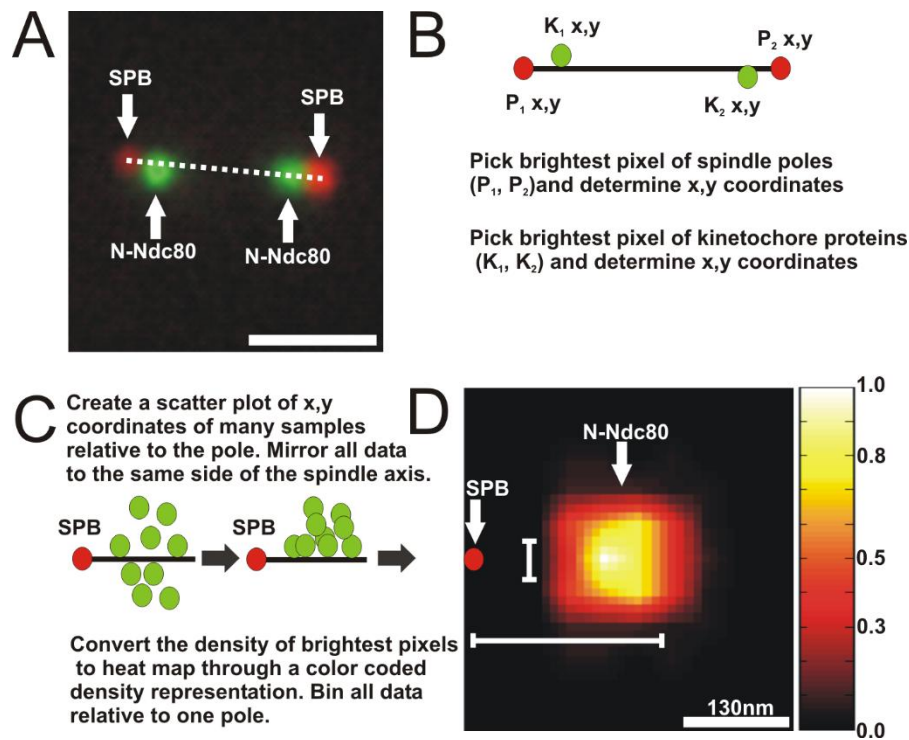 A
SPB
SPB
N-Ndc80
N-Ndc80
B
K₁ x,y
P₂ x,y
P₁ x,y
K₂ x,y
Pick brightest pixel of spindle poles
(P₁, P₂)and determine x,y coordinates
Pick brightest pixel of kinetochore proteins
(K₁, K₂) and determine x,y coordinates
C
Create a scatter plot of x,y
coordinates of many samples
relative to the pole. Mirror all data
to the same side of the spindle axis.
SPB
SPB
Convert the density of brightest pixels
to heat map through a color coded
density representation. Bin all data
relative to one pole.
D
N-Ndc80
SPB
130nm
1.0
0.8
0.5
0.3
0.0